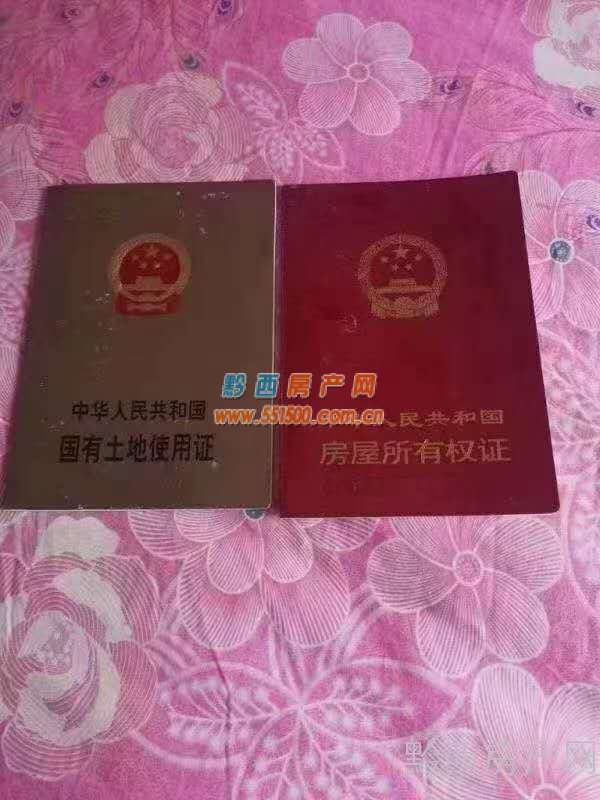 中华人民共和国
国有土地使用证
人民共和国
房屋所有权证
黔西房产网
www.551500.com.cn